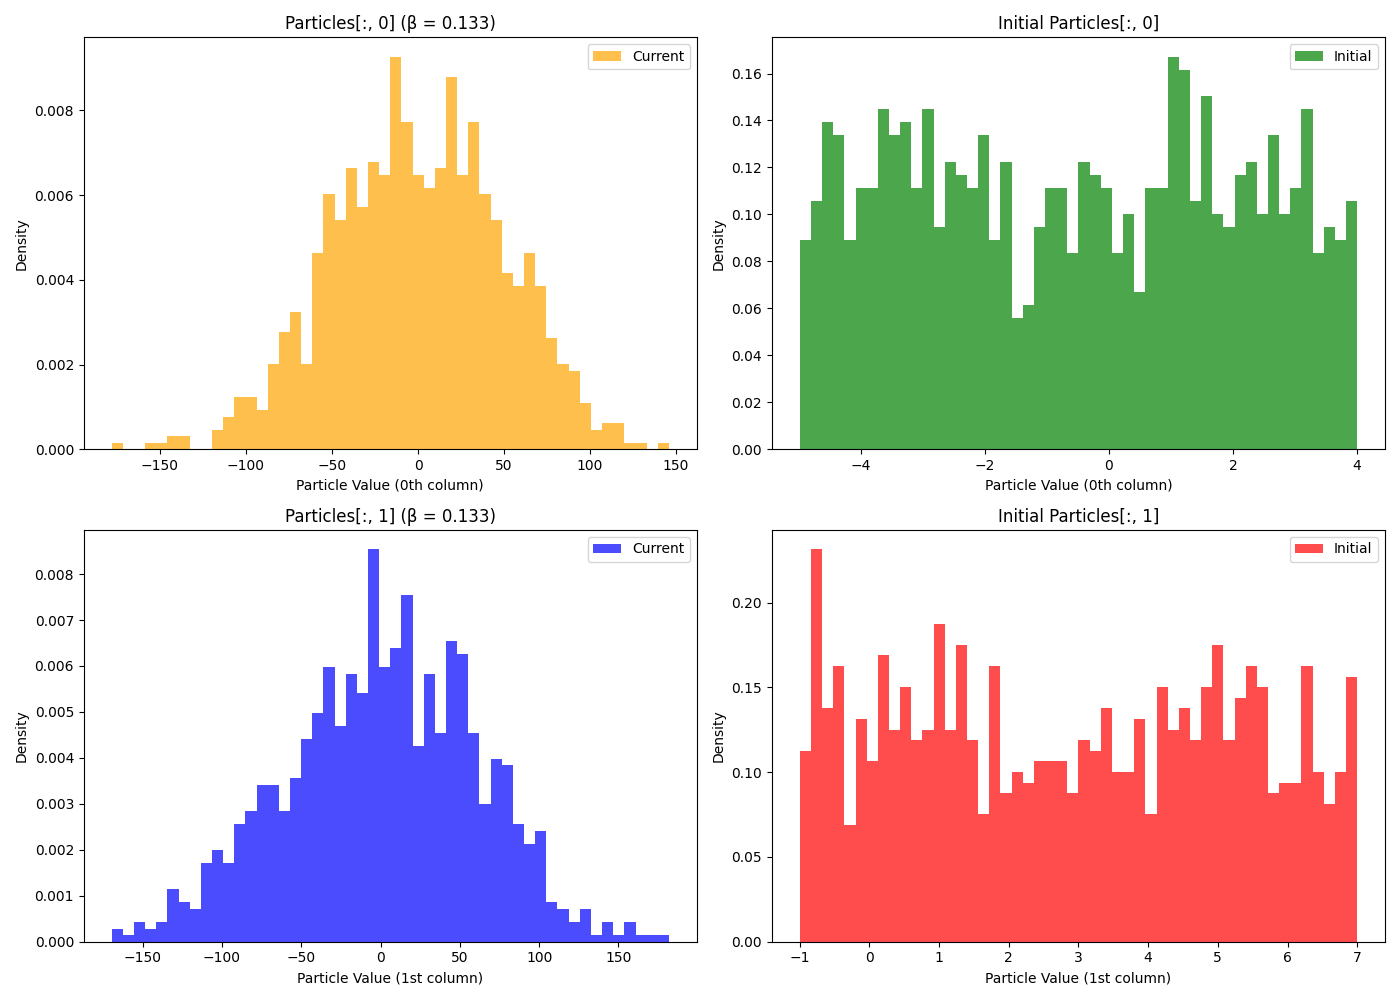 Particles[:, 0] (β = 0.133)
Current
Density
0.008
0.006
0.004
0.002
0.000
−150 −100 −50 0 50 100 150
Particle Value (0th column)
Initial Particles[:, 0]
Initial
Density
0.16
0.14
0.12
0.10
0.08
0.06
0.04
0.02
0.00
−4 −2 0 2 4
Particle Value (0th column)
Particles[:, 1] (β = 0.133)
Current
Density
0.008
0.007
0.006
0.005
0.004
0.003
0.002
0.001
0.000
−150 −100 −50 0 50 100 150
Particle Value (1st column)
Initial Particles[:, 1]
Initial
Density
0.20
0.15
0.10
0.05
0.00
−1 0 1 2 3 4 5 6 7
Particle Value (1st column)